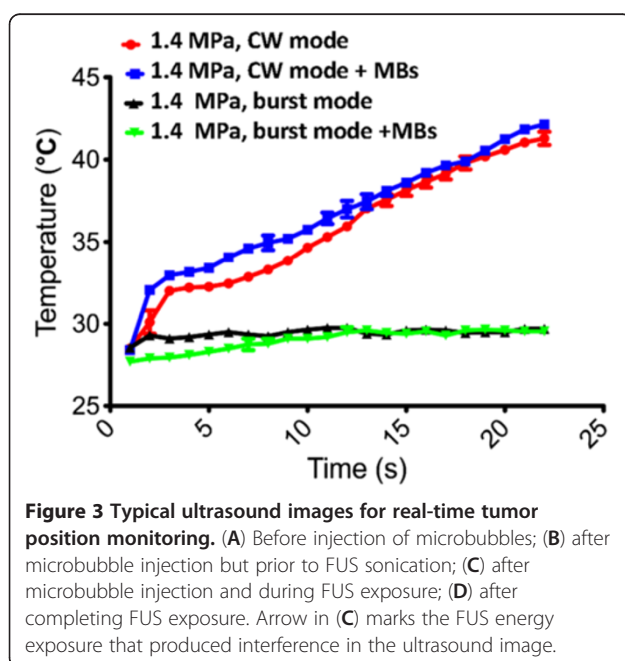 1.4 MPa, CW mode
1.4 MPa, CW mode + MBs
1.4 MPa, burst mode
1.4 MPa, burst mode +MBs
45
40
35
30
25
Temperature (°C)
0
5
10
15
20
25
Time (s)
Figure 3 Typical ultrasound images for real-time tumor
position monitoring. (A) Before injection of microbubbles; (B) after
microbubble injection but prior to FUS sonication; (C) after
microbubble injection and during FUS exposure; (D) after
completing FUS exposure. Arrow in (C) marks the FUS energy
exposure that produced interference in the ultrasound image.